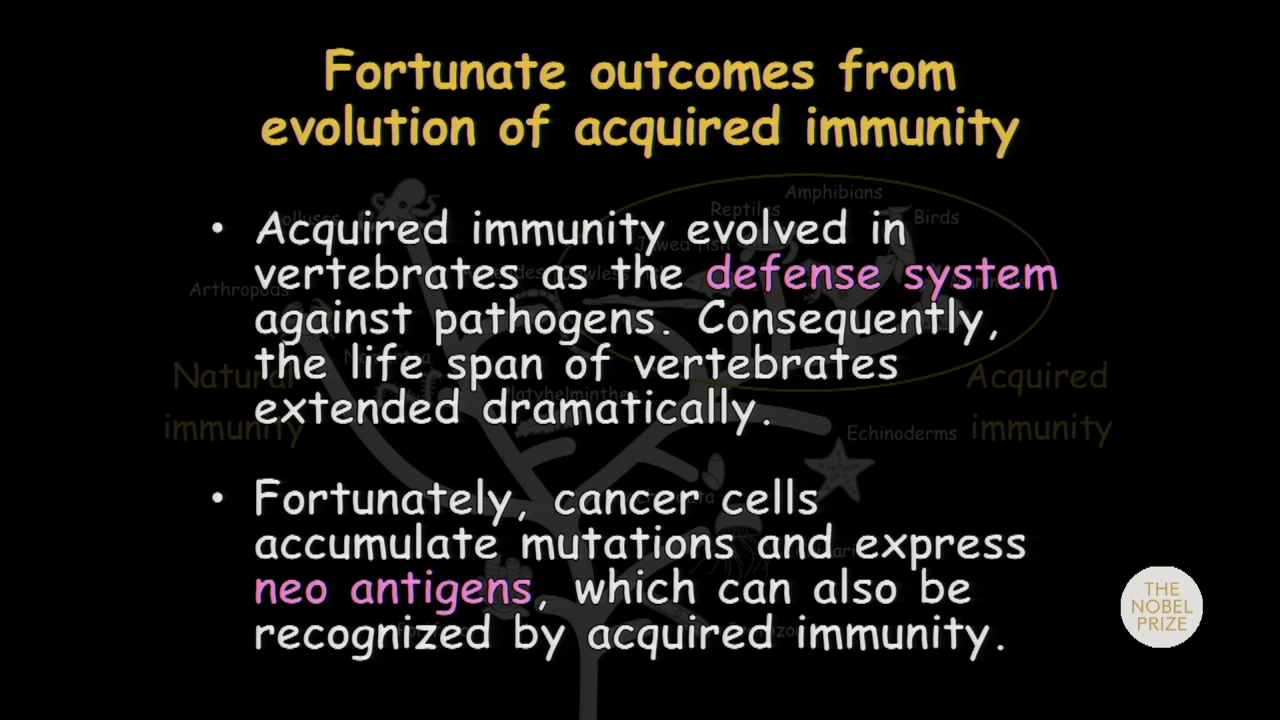 Fortunate outcomes from
evolution of acquired immunity
Amphibians
Reptiles
Birds
Arthropods
• Acquired immunity evolved in
vertebrates as the defense system
against pathogens. Consequently,
the life span of vertebrates
extended dramatically.
Natural
immunity
Acquired
immunity
Platyhelminthes
Echinoderms
• Fortunately, cancer cells
accumulate mutations and express
neo antigens, which can also be
recognized by acquired immunity.
THE
NOBEL
PRIZE